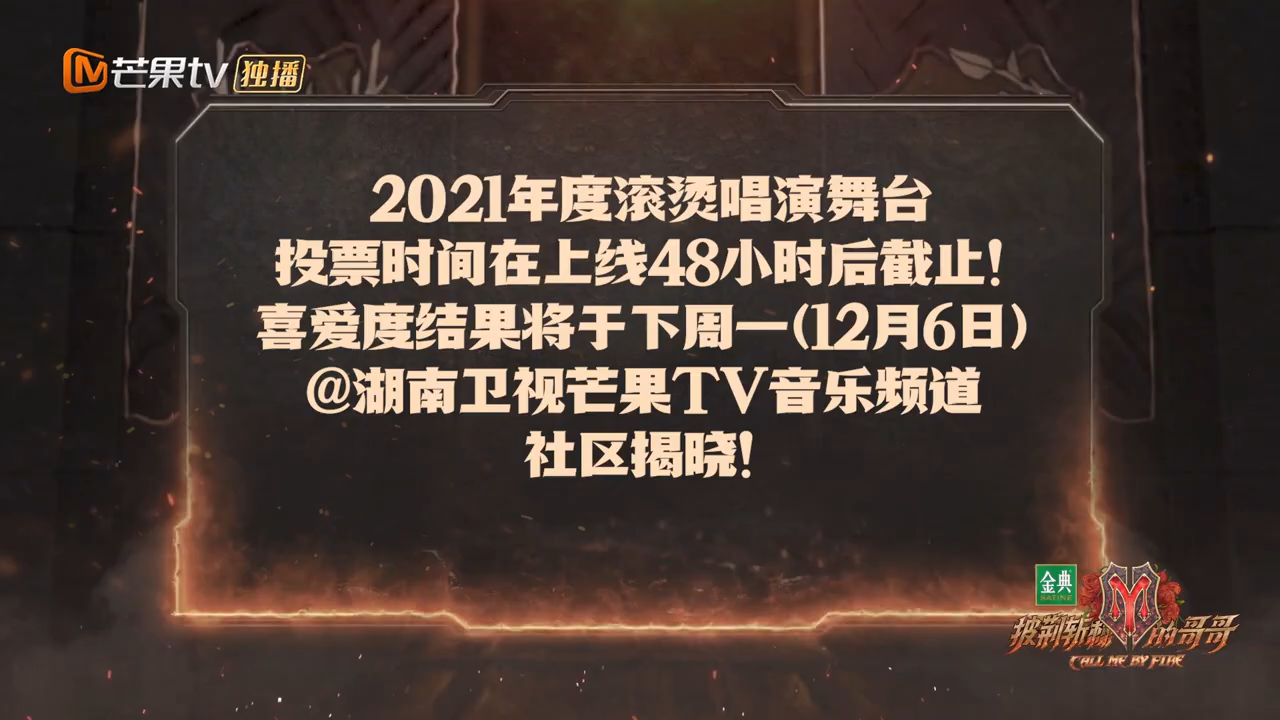 芒果tv 独播
2021年度滚烫唱演舞台
投票时间在上线48小时后截止!
喜爱度结果将于下周一(12月6日)
@湖南卫视芒果TV音乐频道
社区揭晓!
金典
SATINE
披荆斩棘的哥哥
CALL ME BY FIRE